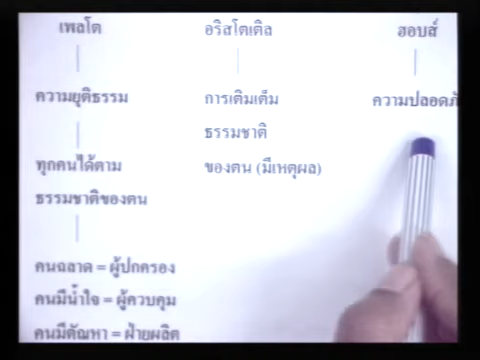 เพลโต
ความยุติธรรม
ทุกคนได้ตาม
ธรรมชาติของตน
คนฉลาด = ผู้ปกครอง
คนมีน้ำใจ = ผู้ควบคุม
คนมีตัณหา = ฝ่ายผลิต
อริสโตเติล
การเติมเต็ม
ธรรมชาติ
ของตน (มีเหตุผล)
ฮอบส์
ความปลอดภั